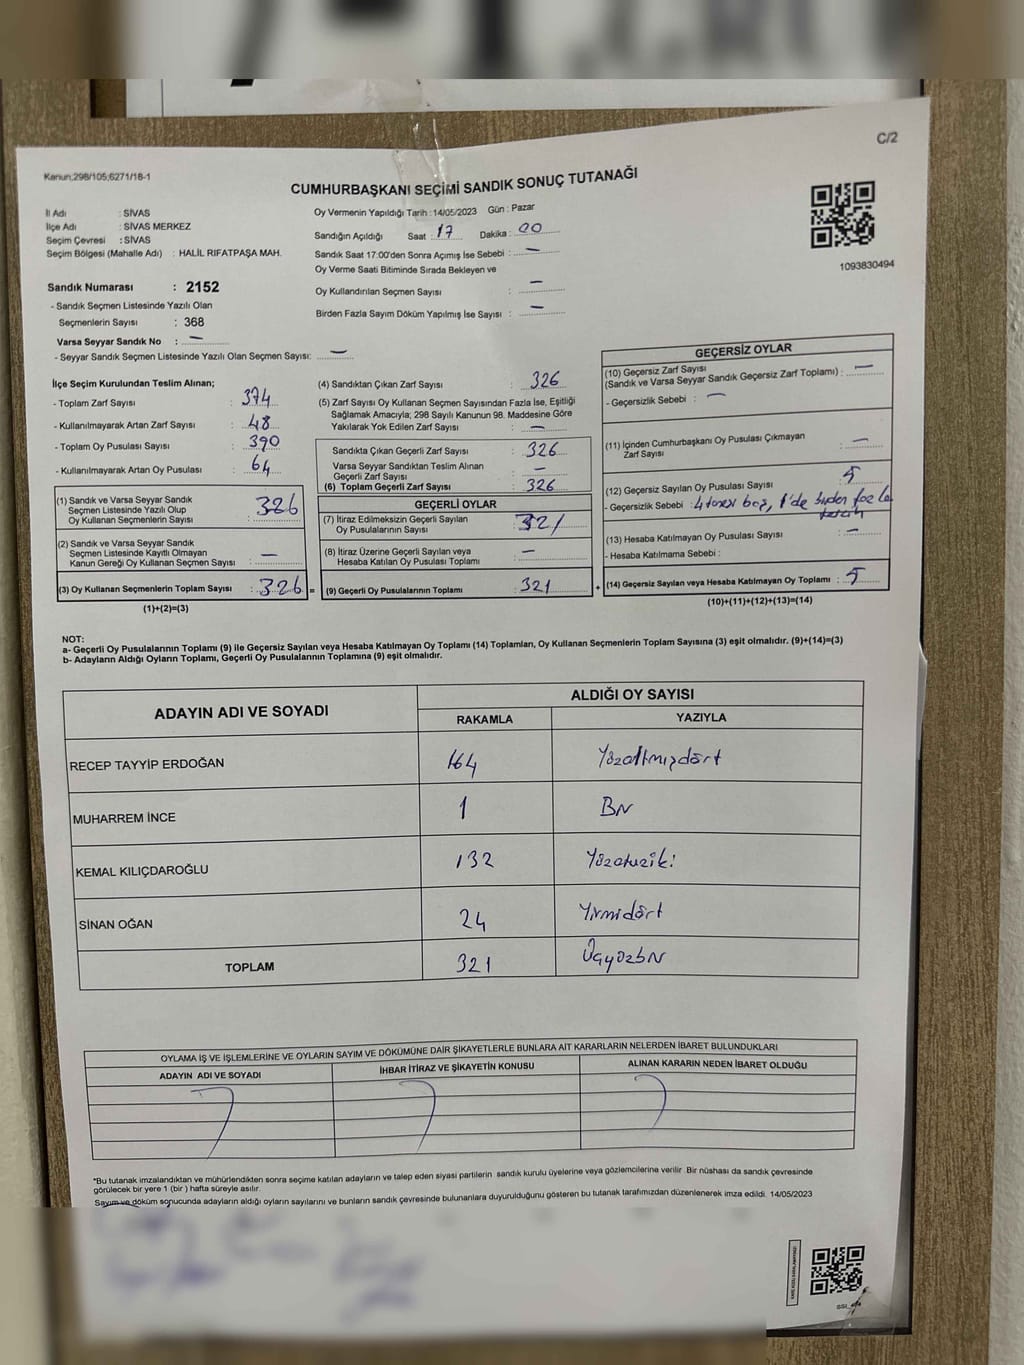 C/2
Kanun;298/105;6271/18-1
CUMHURBAŞKANI SEÇİMİ SANDIK SONUÇ TUTANAĞI
İl Adı : SİVAS
İlçe Adı : SİVAS MERKEZ
Seçim Çevresi : SİVAS
Seçim Bölgesi (Mahalle Adı) : HALİL RIFATPAŞA MAH.
Sandık Numarası : 2152
- Sandık Seçmen Listesinde Yazılı Olan
Seçmenlerin Sayısı : 368
Varsa Seyyar Sandık No : —
- Seyyar Sandık Seçmen Listesinde Yazılı Olan Seçmen Sayısı: —
Oy Vermenin Yapıldığı Tarih : 14/05/2023 Gün : Pazar
Sandığın Açıldığı Saat : 17 Dakika : 00
Sandık Saat 17:00'den Sonra Açımış İse Sebebi : —
Oy Verme Saati Bitiminde Sırada Bekleyen ve
Oy Kullandırılan Seçmen Sayısı : —
Birden Fazla Sayım Döküm Yapılmış İse Sayısı : —
1093830494
İlçe Seçim Kurulundan Teslim Alınan;
- Toplam Zarf Sayısı : 374
- Kullanılmayarak Artan Zarf Sayısı : 48
- Toplam Oy Pusulası Sayısı : 390
- Kullanılmayarak Artan Oy Pusulası : 64
(1) Sandık ve Varsa Seyyar Sandık
Seçmen Listesinde Yazılı Olup
Oy Kullanan Seçmenlerin Sayısı : 326
(2) Sandık ve Varsa Seyyar Sandık
Seçmen Listesinde Kayıtlı Olmayan
Kanun Gereği Oy Kullanan Seçmen Sayısı : —
(3) Oy Kullanan Seçmenlerin Toplam Sayısı : 326 =
(1)+(2)=(3)
(4) Sandıktan Çıkan Zarf Sayısı : 326
(5) Zarf Sayısı Oy Kullanan Seçmen Sayısından Fazla İse, Eşitliği
Sağlamak Amacıyla; 298 Sayılı Kanunun 98. Maddesine Göre
Yakılarak Yok Edilen Zarf Sayısı : —
Sandıkta Çıkan Geçerli Zarf Sayısı : 326
Varsa Seyyar Sandıktan Teslim Alınan
Geçerli Zarf Sayısı : —
(6) Toplam Geçerli Zarf Sayısı : 326
GEÇERLİ OYLAR
(7) İtiraz Edilmeksizin Geçerli Sayılan
Oy Pusulalarının Sayısı : 321
(8) İtiraz Üzerine Geçerli Sayılan veya
Hesaba Katılan Oy Pusulası Toplamı : —
(9) Geçerli Oy Pusulalarının Toplamı : 321 +
GEÇERSİZ OYLAR
(10) Geçersiz Zarf Sayısı
(Sandık ve Varsa Seyyar Sandık Geçersiz Zarf Toplamı) : —
- Geçersizlik Sebebi : —
(11) İçinden Cumhurbaşkanı Oy Pusulası Çıkmayan
Zarf Sayısı : —
(12) Geçersiz Sayılan Oy Pusulası Sayısı : 5
- Geçersizlik Sebebi : 4 tanesi boş, 1'de birden fazla
tercih
(13) Hesaba Katılmayan Oy Pusulası Sayısı : —
- Hesaba Katılmama Sebebi :
(14) Geçersiz Sayılan veya Hesaba Katılmayan Oy Toplamı : 5
(10)+(11)+(12)+(13)=(14)
NOT:
a- Geçerli Oy Pusulalarının Toplamı (9) ile Geçersiz Sayılan veya Hesaba Katılmayan Oy Toplamı (14) Toplamları, Oy Kullanan Seçmenlerin Toplam Sayısına (3) eşit olmalıdır. (9)+(14)=(3)
b- Adayların Aldığı Oyların Toplamı, Geçerli Oy Pusulalarının Toplamına (9) eşit olmalıdır.
ADAYIN ADI VE SOYADI ALDIĞI OY SAYISI
RAKAMLA YAZIYLA
RECEP TAYYİP ERDOĞAN 164 Yüzaltmışdört
MUHARREM İNCE 1 Bir
KEMAL KILIÇDAROĞLU 132 Yüzotuziki
SİNAN OĞAN 24 Yirmidört
TOPLAM 321 Üçyüzbir
OYLAMA İŞ VE İŞLEMLERİNE VE OYLARIN SAYIM VE DÖKÜMÜNE DAİR ŞİKAYETLERLE BUNLARA AİT KARARLARIN NELERDEN İBARET BULUNDUKLARI
ADAYIN ADI VE SOYADI İHBAR İTİRAZ VE ŞİKAYETİN KONUSU ALINAN KARARIN NEDEN İBARET OLDUĞU
*Bu tutanak imzalandıktan ve mühürlendikten sonra seçime katılan adayların ve talep eden siyasi partilerin sandık kurulu üyelerine veya gözlemcilerine verilir. Bir nüshası da sandık çevresinde
görülecek bir yere 1 (bir ) hafta süreyle asılır.
Sayım ve döküm sonucunda adayların aldığı oyların sayılarını ve bunların sandık çevresinde bulunanlara duyurulduğunu gösteren bu tutanak tarafımızdan düzenlenerek imza edildi. 14/05/2023